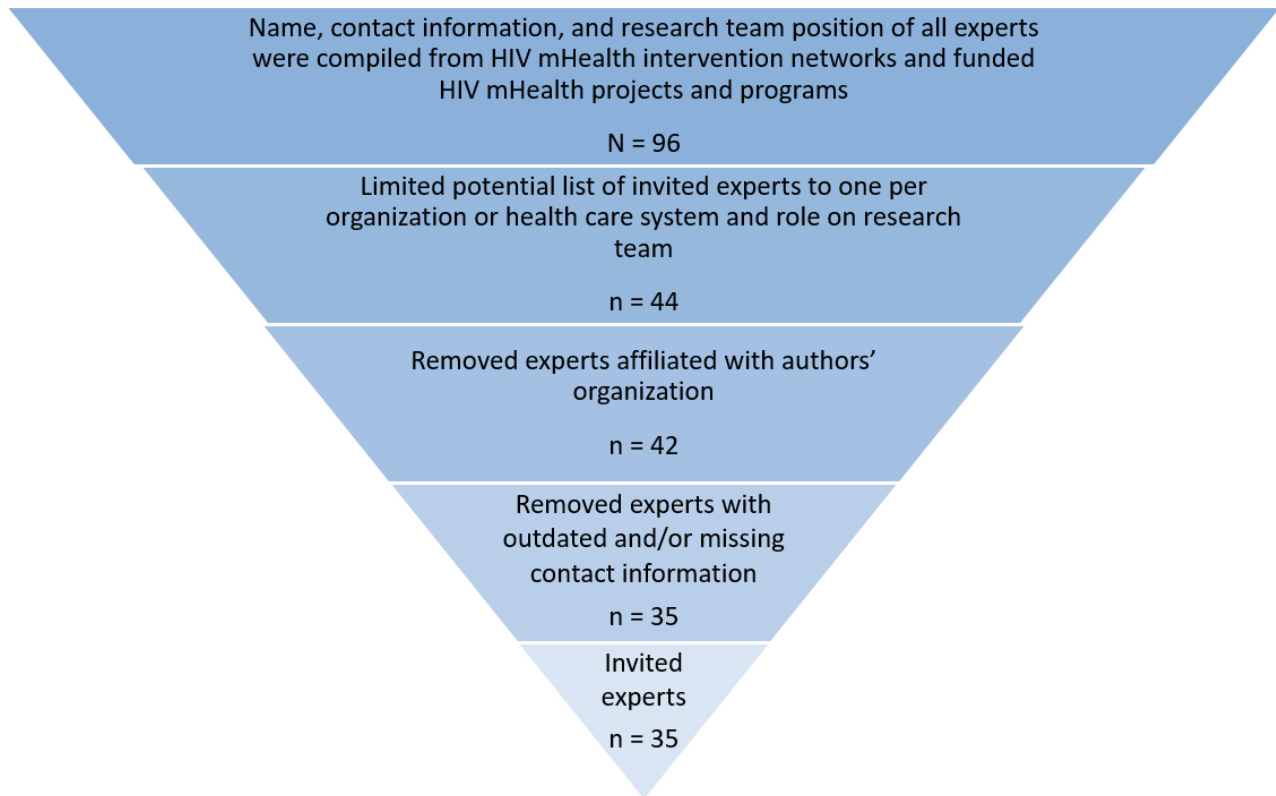 Name, contact information, and research team position of all experts
were compiled from HIV mHealth intervention networks and funded
HIV mHealth projects and programs
N = 96
Limited potential list of invited experts to one per
organization or health care system and role on research
team
n = 44
Removed experts affiliated with authors’
organization
n = 42
Removed experts with
outdated and/or missing
contact information
n = 35
Invited
experts
n = 35